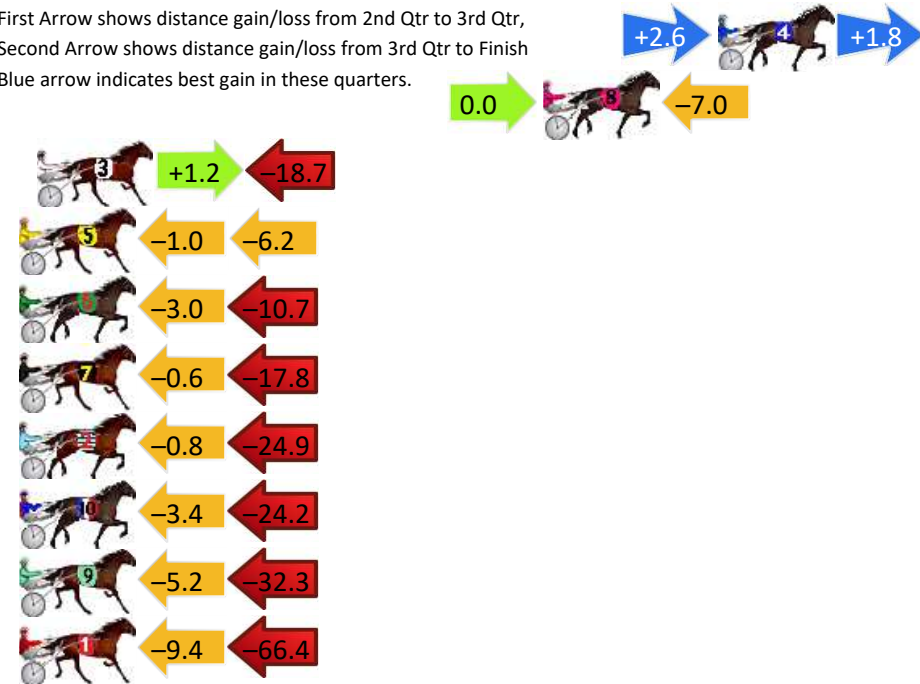 First Arrow shows distance gain/loss from 2nd Qtr to 3rd Qtr,
Second Arrow shows distance gain/loss from 3rd Qtr to Finish
Blue arrow indicates best gain in these quarters.
+2.6 4 +1.8
0.0 8 –7.0
3 +1.2 –18.7
5 –1.0 –6.2
6 –3.0 –10.7
7 –0.6 –17.8
2 –0.8 –24.9
10 –3.4 –24.2
9 –5.2 –32.3
1 –9.4 –66.4